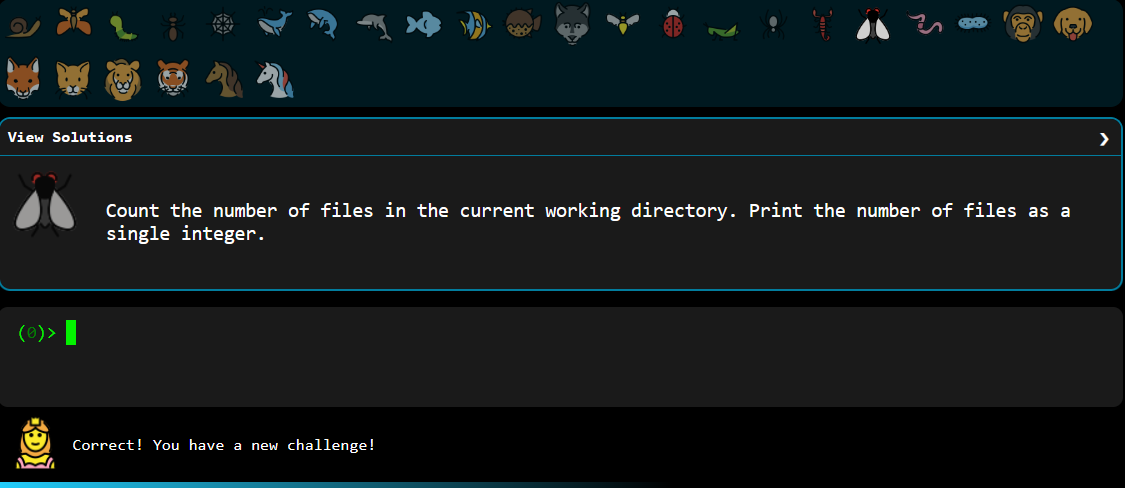 View Solutions
Count the number of files in the current working directory. Print the number of files as a
single integer.
(0)>
Correct! You have a new challenge!